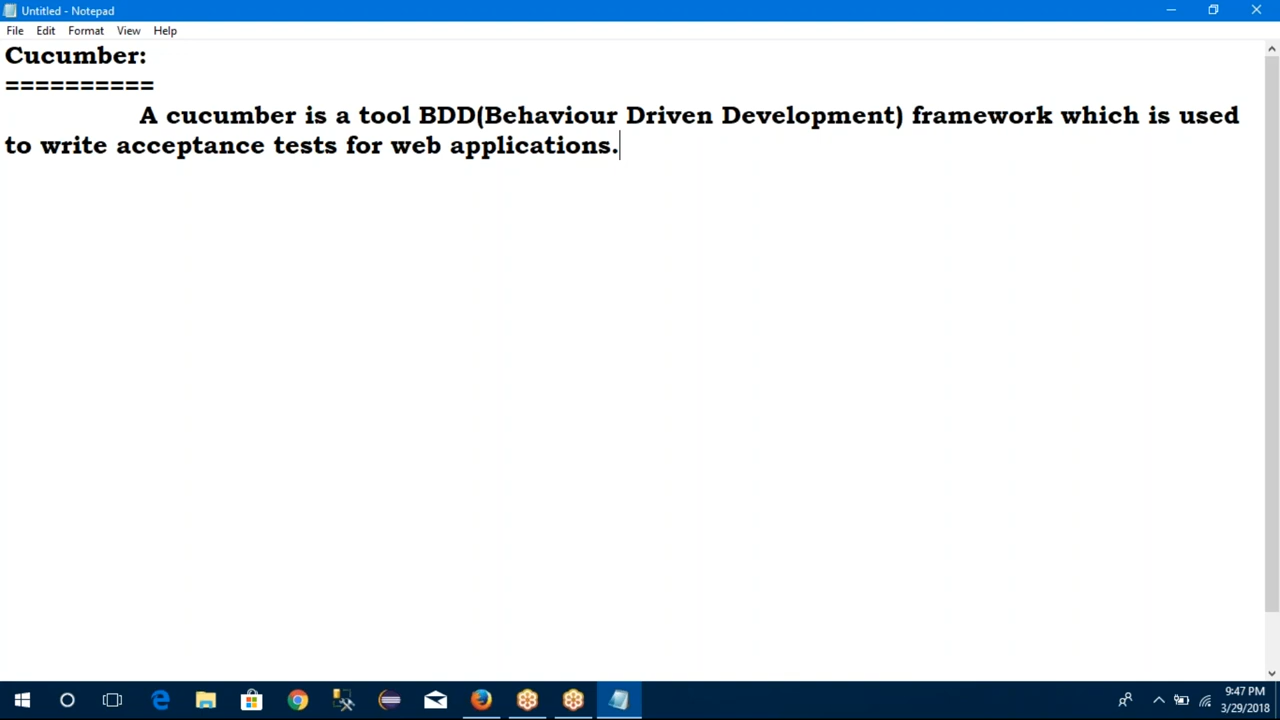 Untitled - Notepad
File Edit Format View Help
Cucumber:
==========
A cucumber is a tool BDD(Behaviour Driven Development) framework which is used
to write acceptance tests for web applications.
9:47 PM
3/29/2018